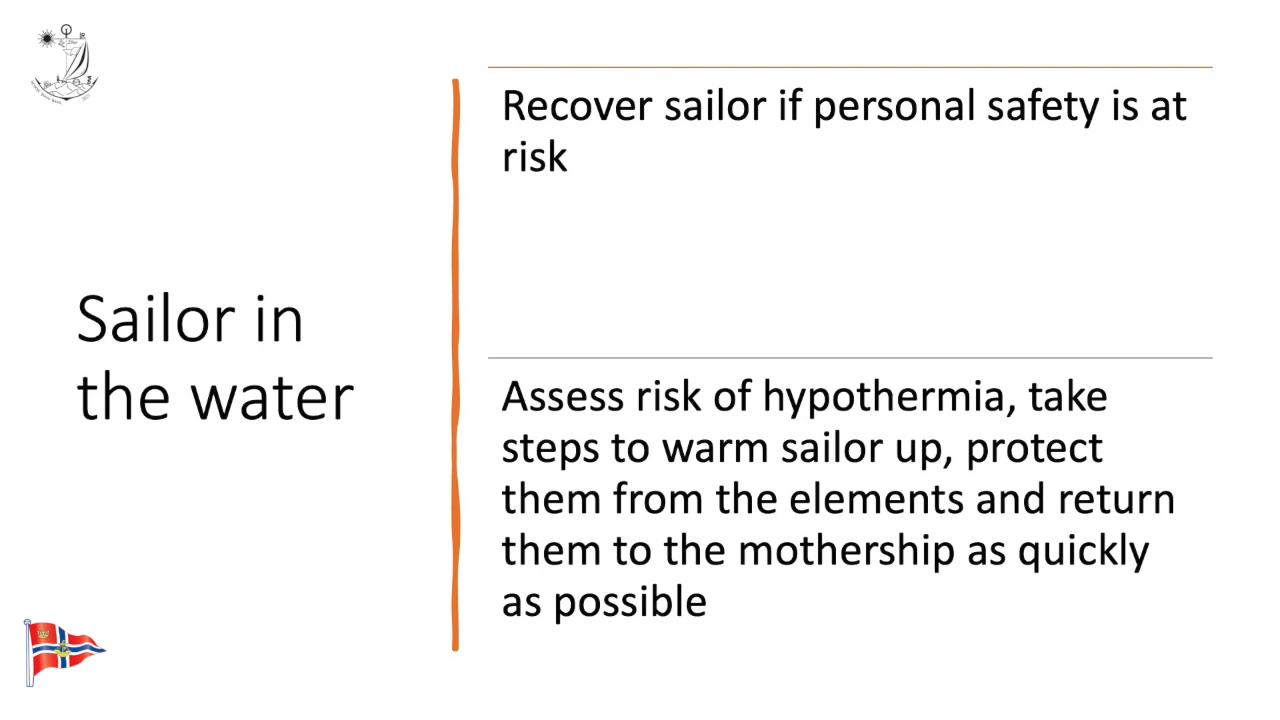 Sailor in
the water
Recover sailor if personal safety is at
risk
Assess risk of hypothermia, take
steps to warm sailor up, protect
them from the elements and return
them to the mothership as quickly
as possible